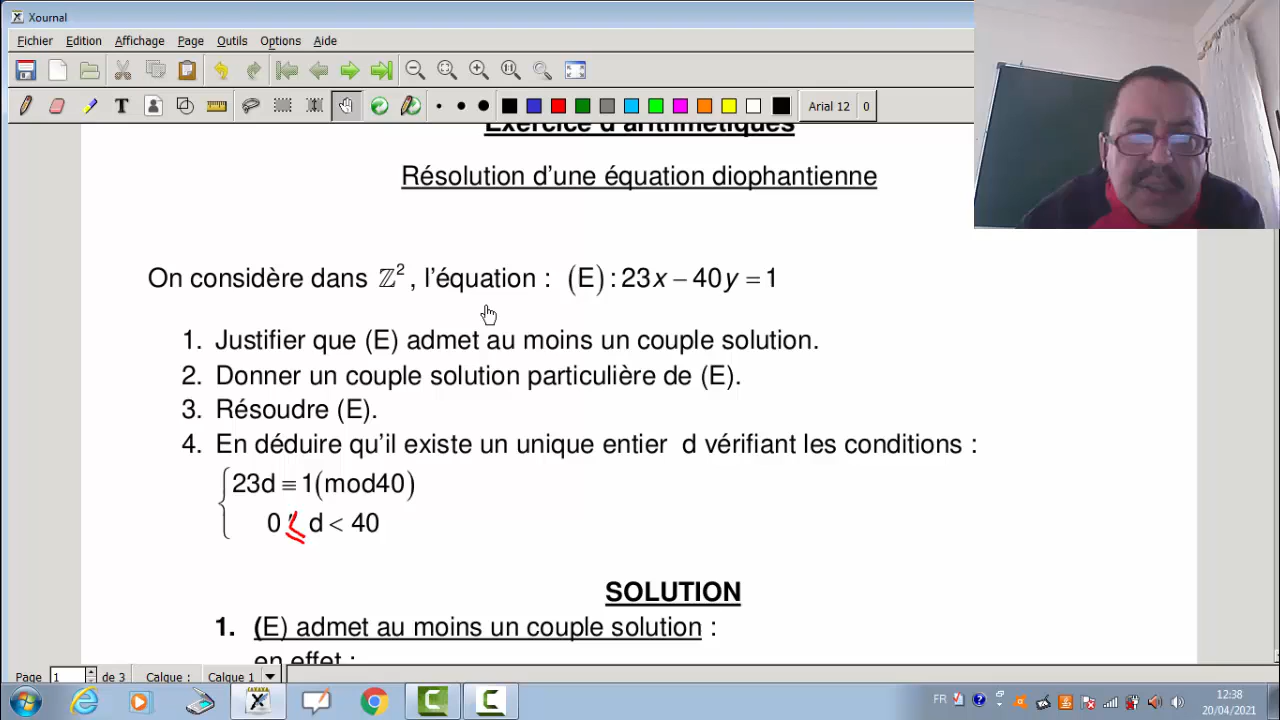 Xournal
Fichier Edition Affichage Page Outils Options Aide
Arial 12 0
Exercice d'arithmétiques
Résolution d'une équation diophantienne
On considère dans ℤ², l'équation : (E) : 23x – 40y = 1
1. Justifier que (E) admet au moins un couple solution.
2. Donner un couple solution particulière de (E).
3. Résoudre (E).
4. En déduire qu'il existe un unique entier d vérifiant les conditions :
23d ≡ 1(mod40)
0 ≤ d < 40
SOLUTION
1. (E) admet au moins un couple solution :
en effet :
Page 1 de 3 Calque : Calque 1
FR 12:38
20/04/2021